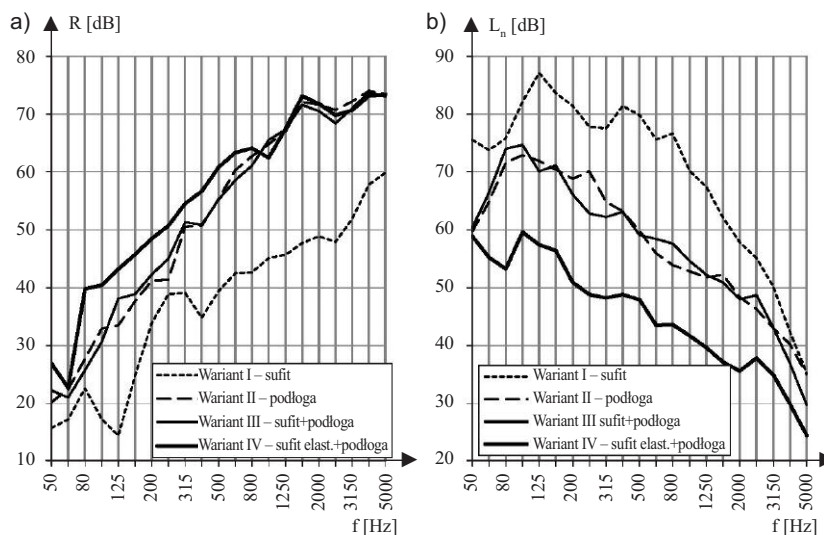 a)
R [dB]
80
70
60
50
40
30
20
10
Wariant I – sufit
Wariant II – podłoga
Wariant III – sufit+podłoga
Wariant IV – sufit elast.+podłoga
50
80
125
200
315
500
800
1250
2000
3150
5000
f [Hz]
b)
Ln [dB]
90
80
70
60
50
40
30
20
Wariant I – sufit
Wariant II – podłoga
Wariant III sufit+podłoga
Wariant IV – sufit elast.+podłoga
50
80
125
200
315
500
800
1250
2000
3150
5000
f [Hz]